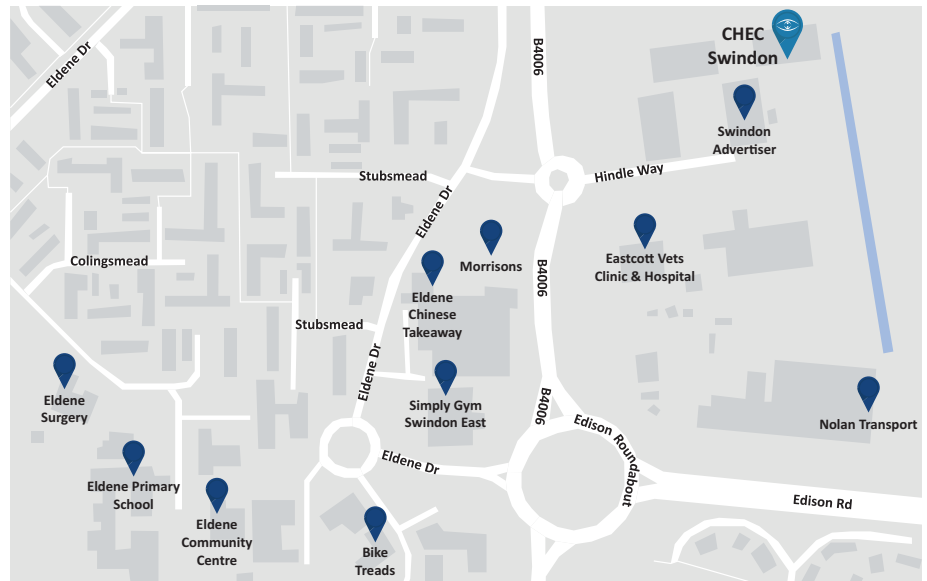 Eldene Dr
B4006
CHEC
Swindon
Swindon
Advertiser
Stubsmead
Hindle Way
Eldene Dr
Colingsmead
Morrisons
B4006
Eastcott Vets
Clinic & Hospital
Eldene
Chinese
Takeaway
Stubsmead
Eldene Dr
Eldene
Surgery
Simply Gym
Swindon East
B4006
Edison Roundabout
Nolan Transport
Eldene Dr
Eldene Primary
School
Edison Rd
Eldene
Community
Centre
Bike
Treads